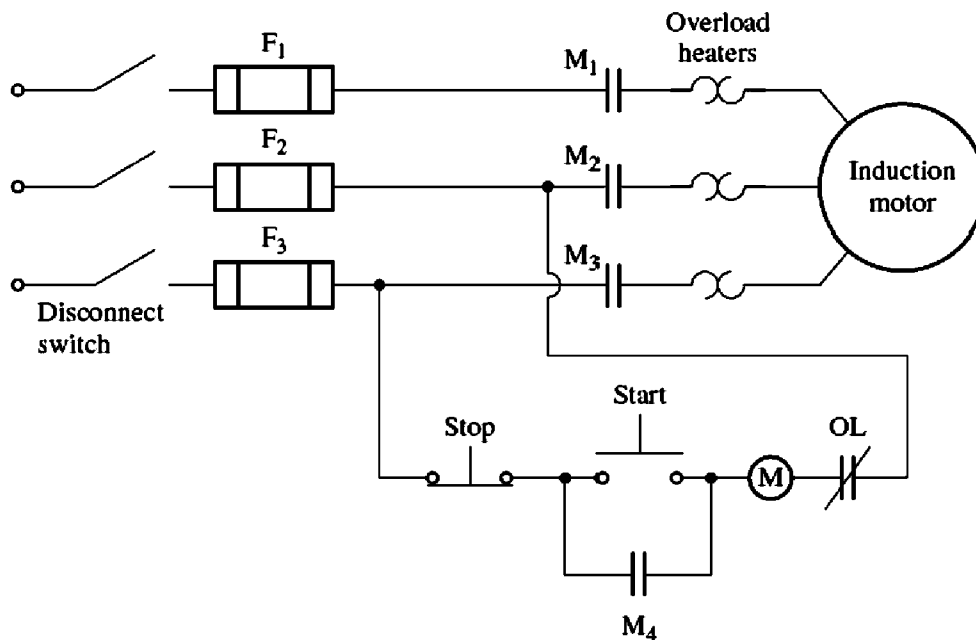 Overload
heaters
F₁
M₁
F₂
M₂
Induction
motor
F₃
M₃
Disconnect
switch
Start
Stop
OL
M
M₄